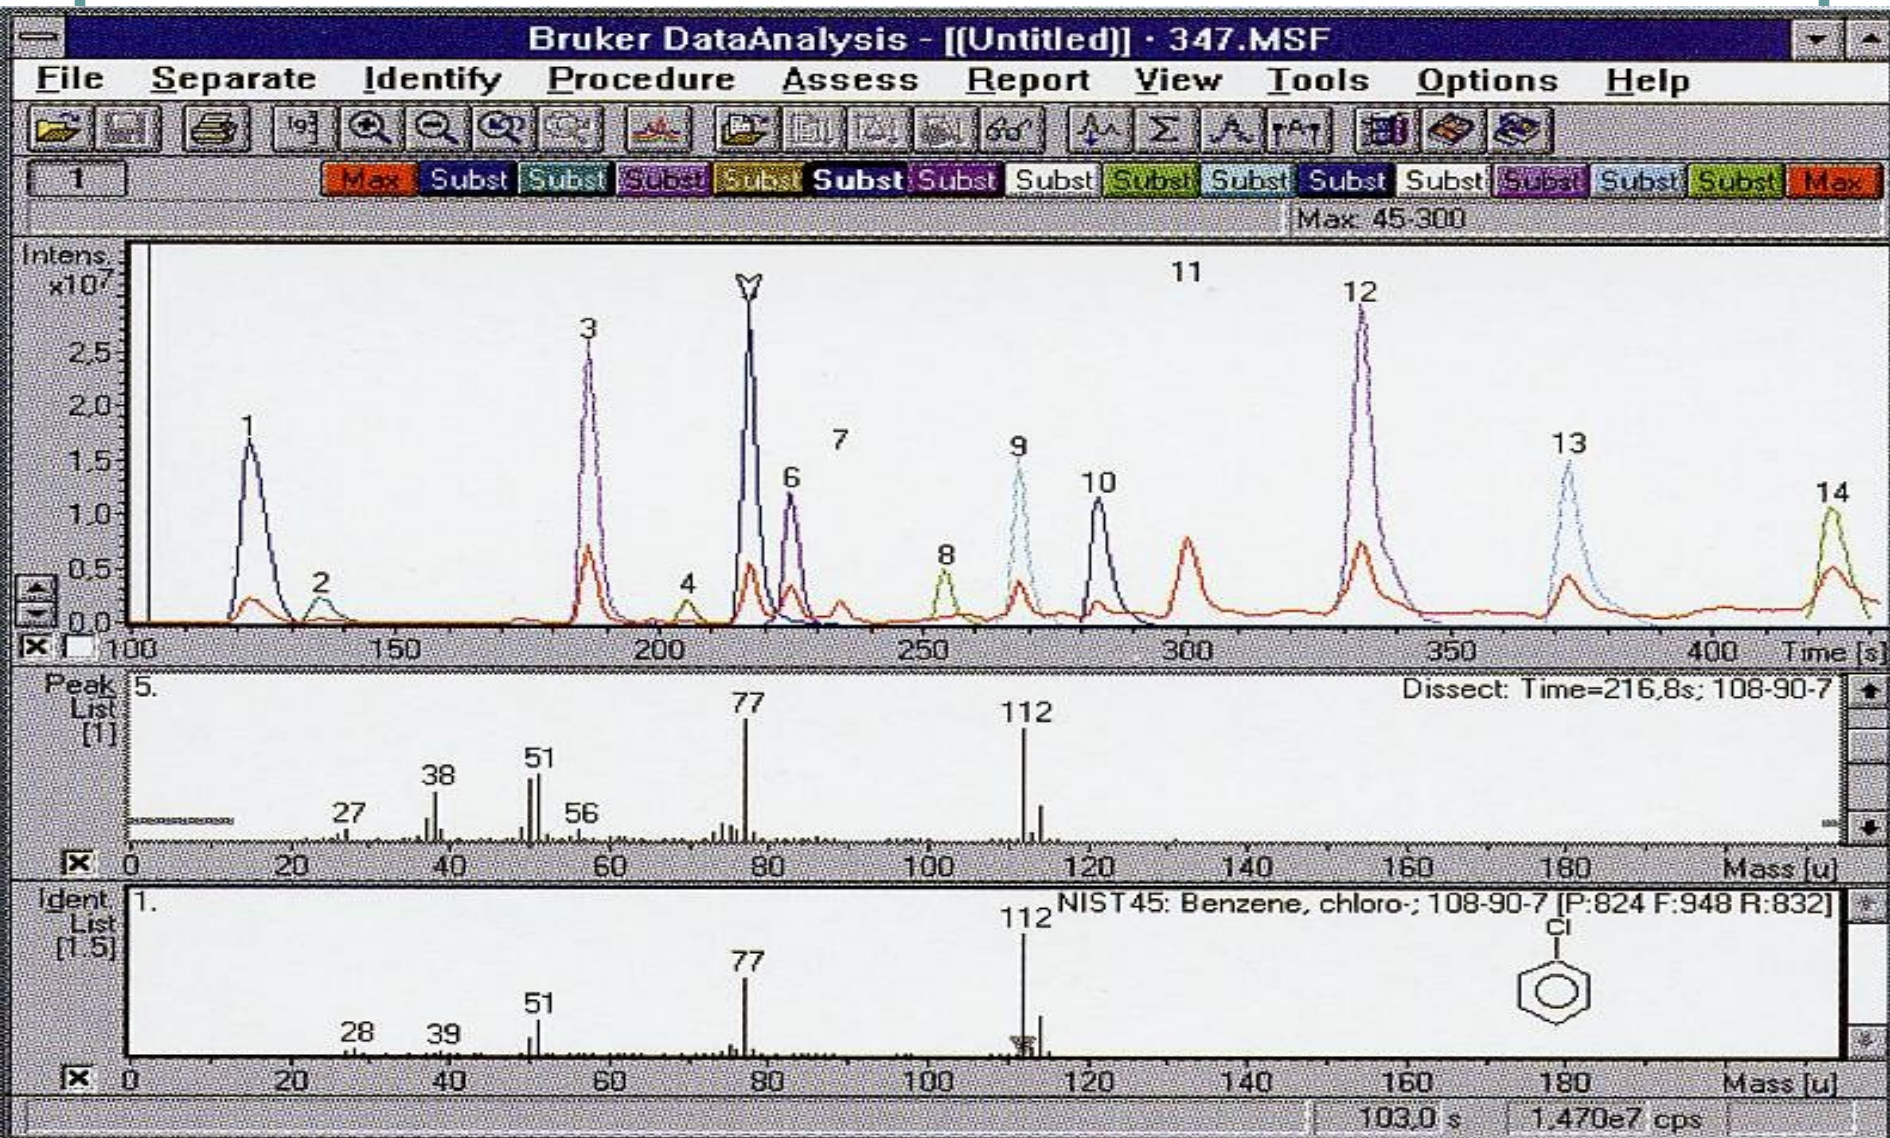 Bruker DataAnalysis - [(Untitled)] · 347.MSF
File Separate Identify Procedure Assess Report View Tools Options Help
1 Max Subst Subst Subst Subst Subst Subst Subst Subst Subst Subst Subst Subst Subst Subst Max
Max: 45-300
Intens.
x10^7
11
12
3
2,5
2,0
1
7
13
9
1,5
6
10
14
1,0
8
0,5
2
4
0,0
100 150 200 250 300 350 400 Time [s]
Peak
List
[1]
5.
Dissect: Time=216,8s; 108-90-7
77
112
51
38
27
56
0 20 40 60 80 100 120 140 160 180 Mass [u]
Ident.
List
[1.5]
1.
NIST45: Benzene, chloro-; 108-90-7 [P:824 F:948 R:832]
112
Cl
77
51
28 39
0 20 40 60 80 100 120 140 160 180 Mass [u]
103,0 s 1,470e7 cps